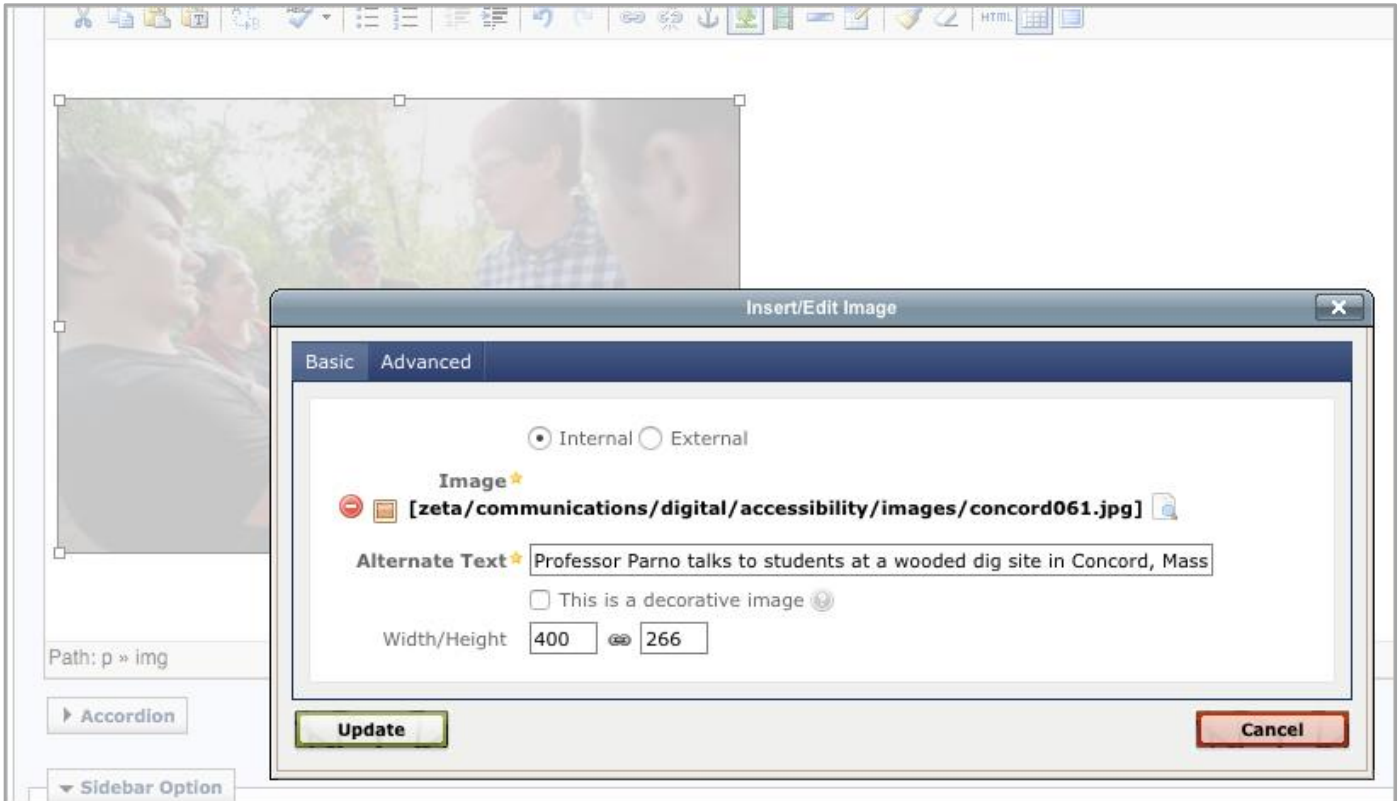 HTML
Insert/Edit Image
Basic Advanced
Internal External
Image
[zeta/communications/digital/accessibility/images/concord061.jpg]
Alternate Text Professor Parno talks to students at a wooded dig site in Concord, Mass
This is a decorative image
Width/Height 400 266
Path: p » img
Accordion
Update Cancel
Sidebar Option